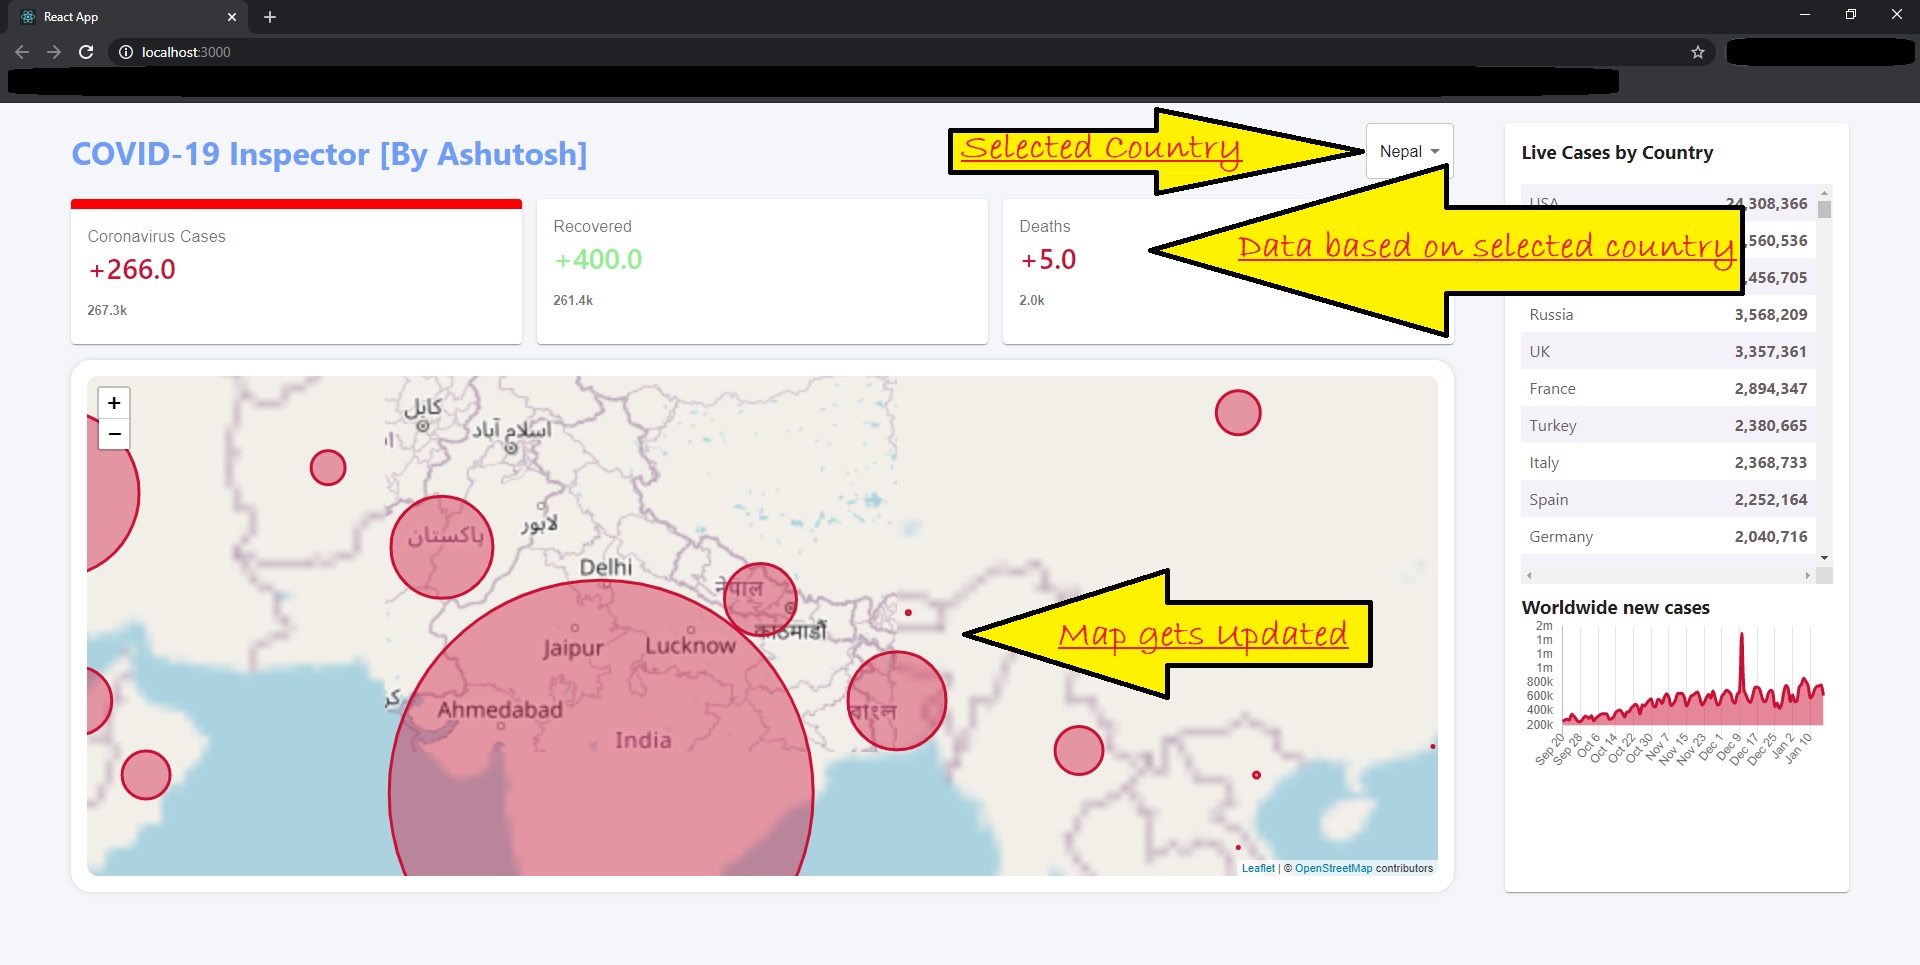 React App
localhost:3000
COVID-19 Inspector [By Ashutosh]
Selected Country
Nepal
Coronavirus Cases
+266.0
267.3k
Recovered
+400.0
261.4k
Deaths
+5.0
2.0k
Data based on selected country
Live Cases by Country
USA 24,308,366
,560,536
,456,705
Russia 3,568,209
UK 3,357,361
France 2,894,347
Turkey 2,380,665
Italy 2,368,733
Spain 2,252,164
Germany 2,040,716
+
−
کابل
اسلام آباد
پاکستان
لاہور
Delhi
नेपाल
काठमाडौं
Jaipur
Lucknow
Ahmedabad
India
Map gets Updated
Leaflet | © OpenStreetMap contributors
Worldwide new cases
2m
1m
1m
1m
800k
600k
400k
200k
Sep 20
Sep 28
Oct 6
Oct 14
Oct 22
Oct 30
Nov 7
Nov 15
Nov 23
Dec 1
Dec 9
Dec 17
Dec 25
Jan 2
Jan 10